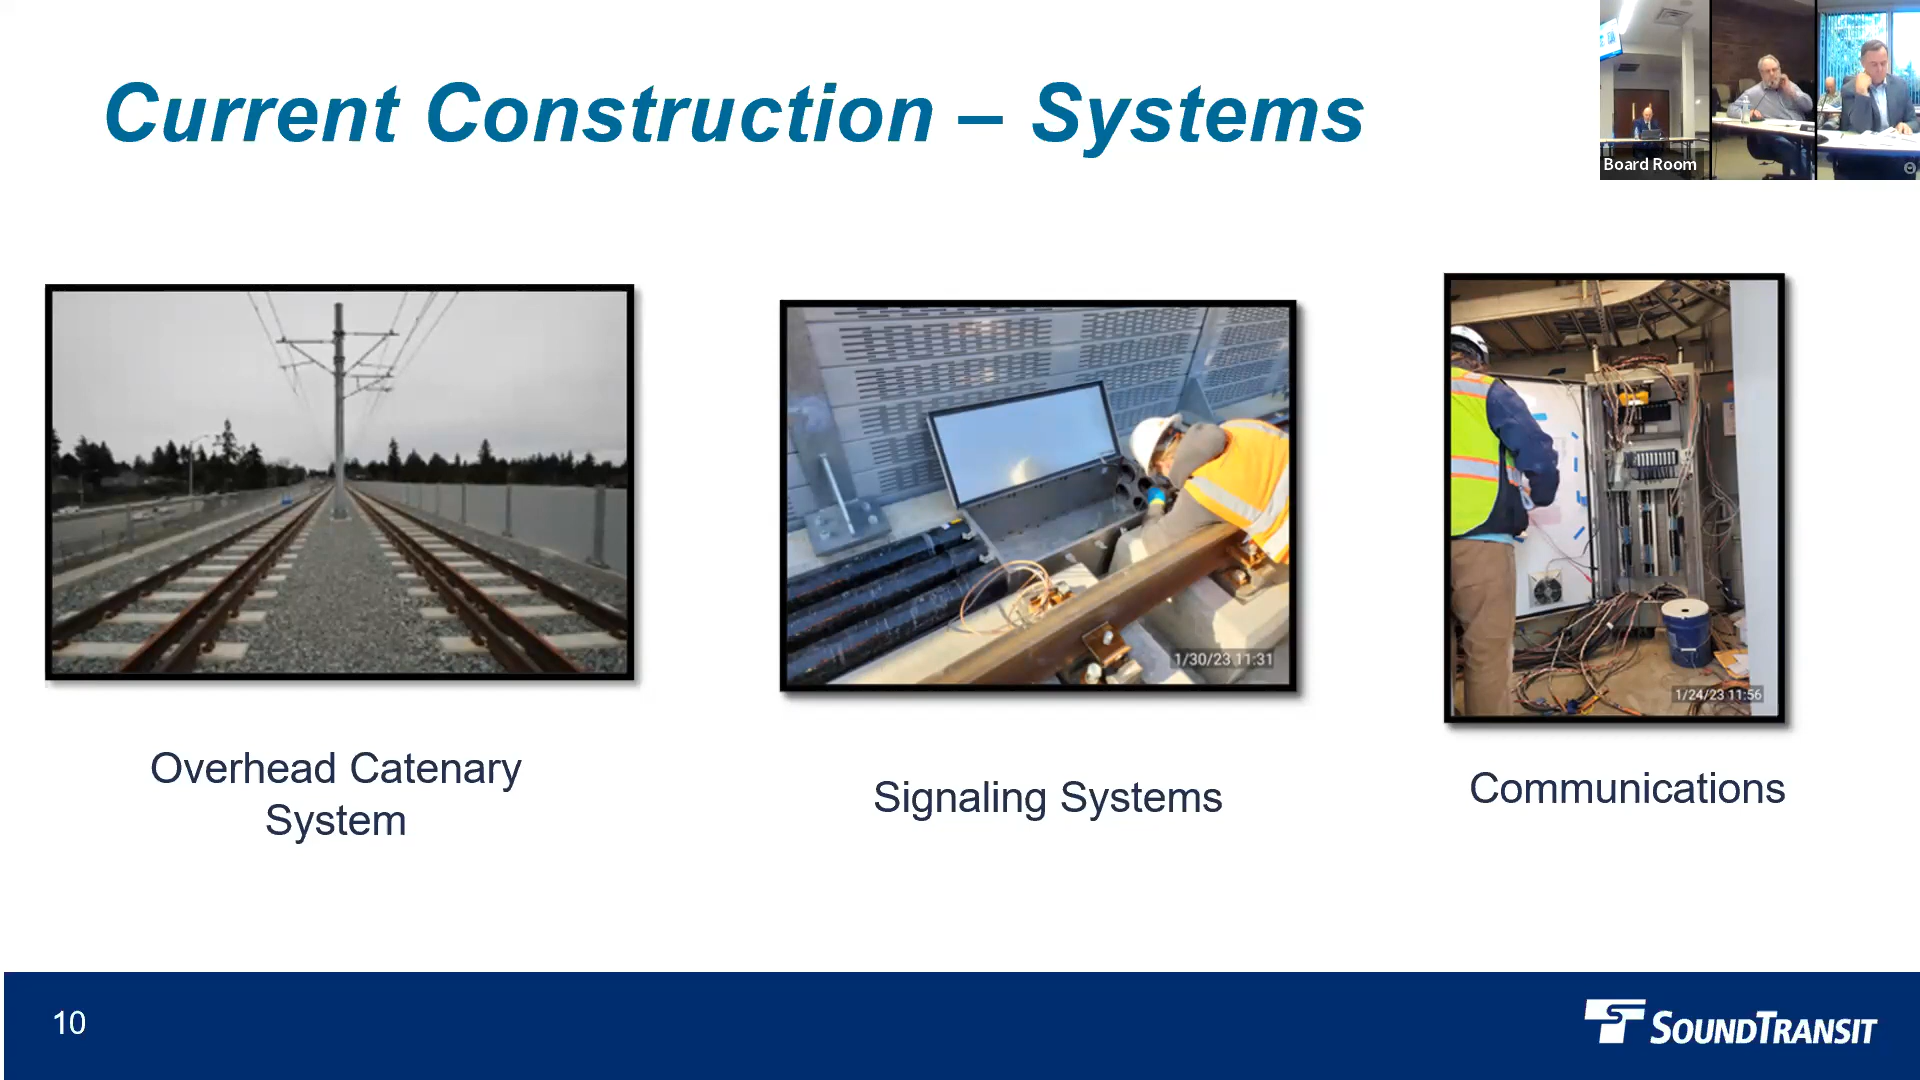 Current Construction – Systems
Board Room
1/30/23 11:31
1/24/23 11:56
Overhead Catenary
System
Signaling Systems
Communications
10
SOUNDTRANSIT